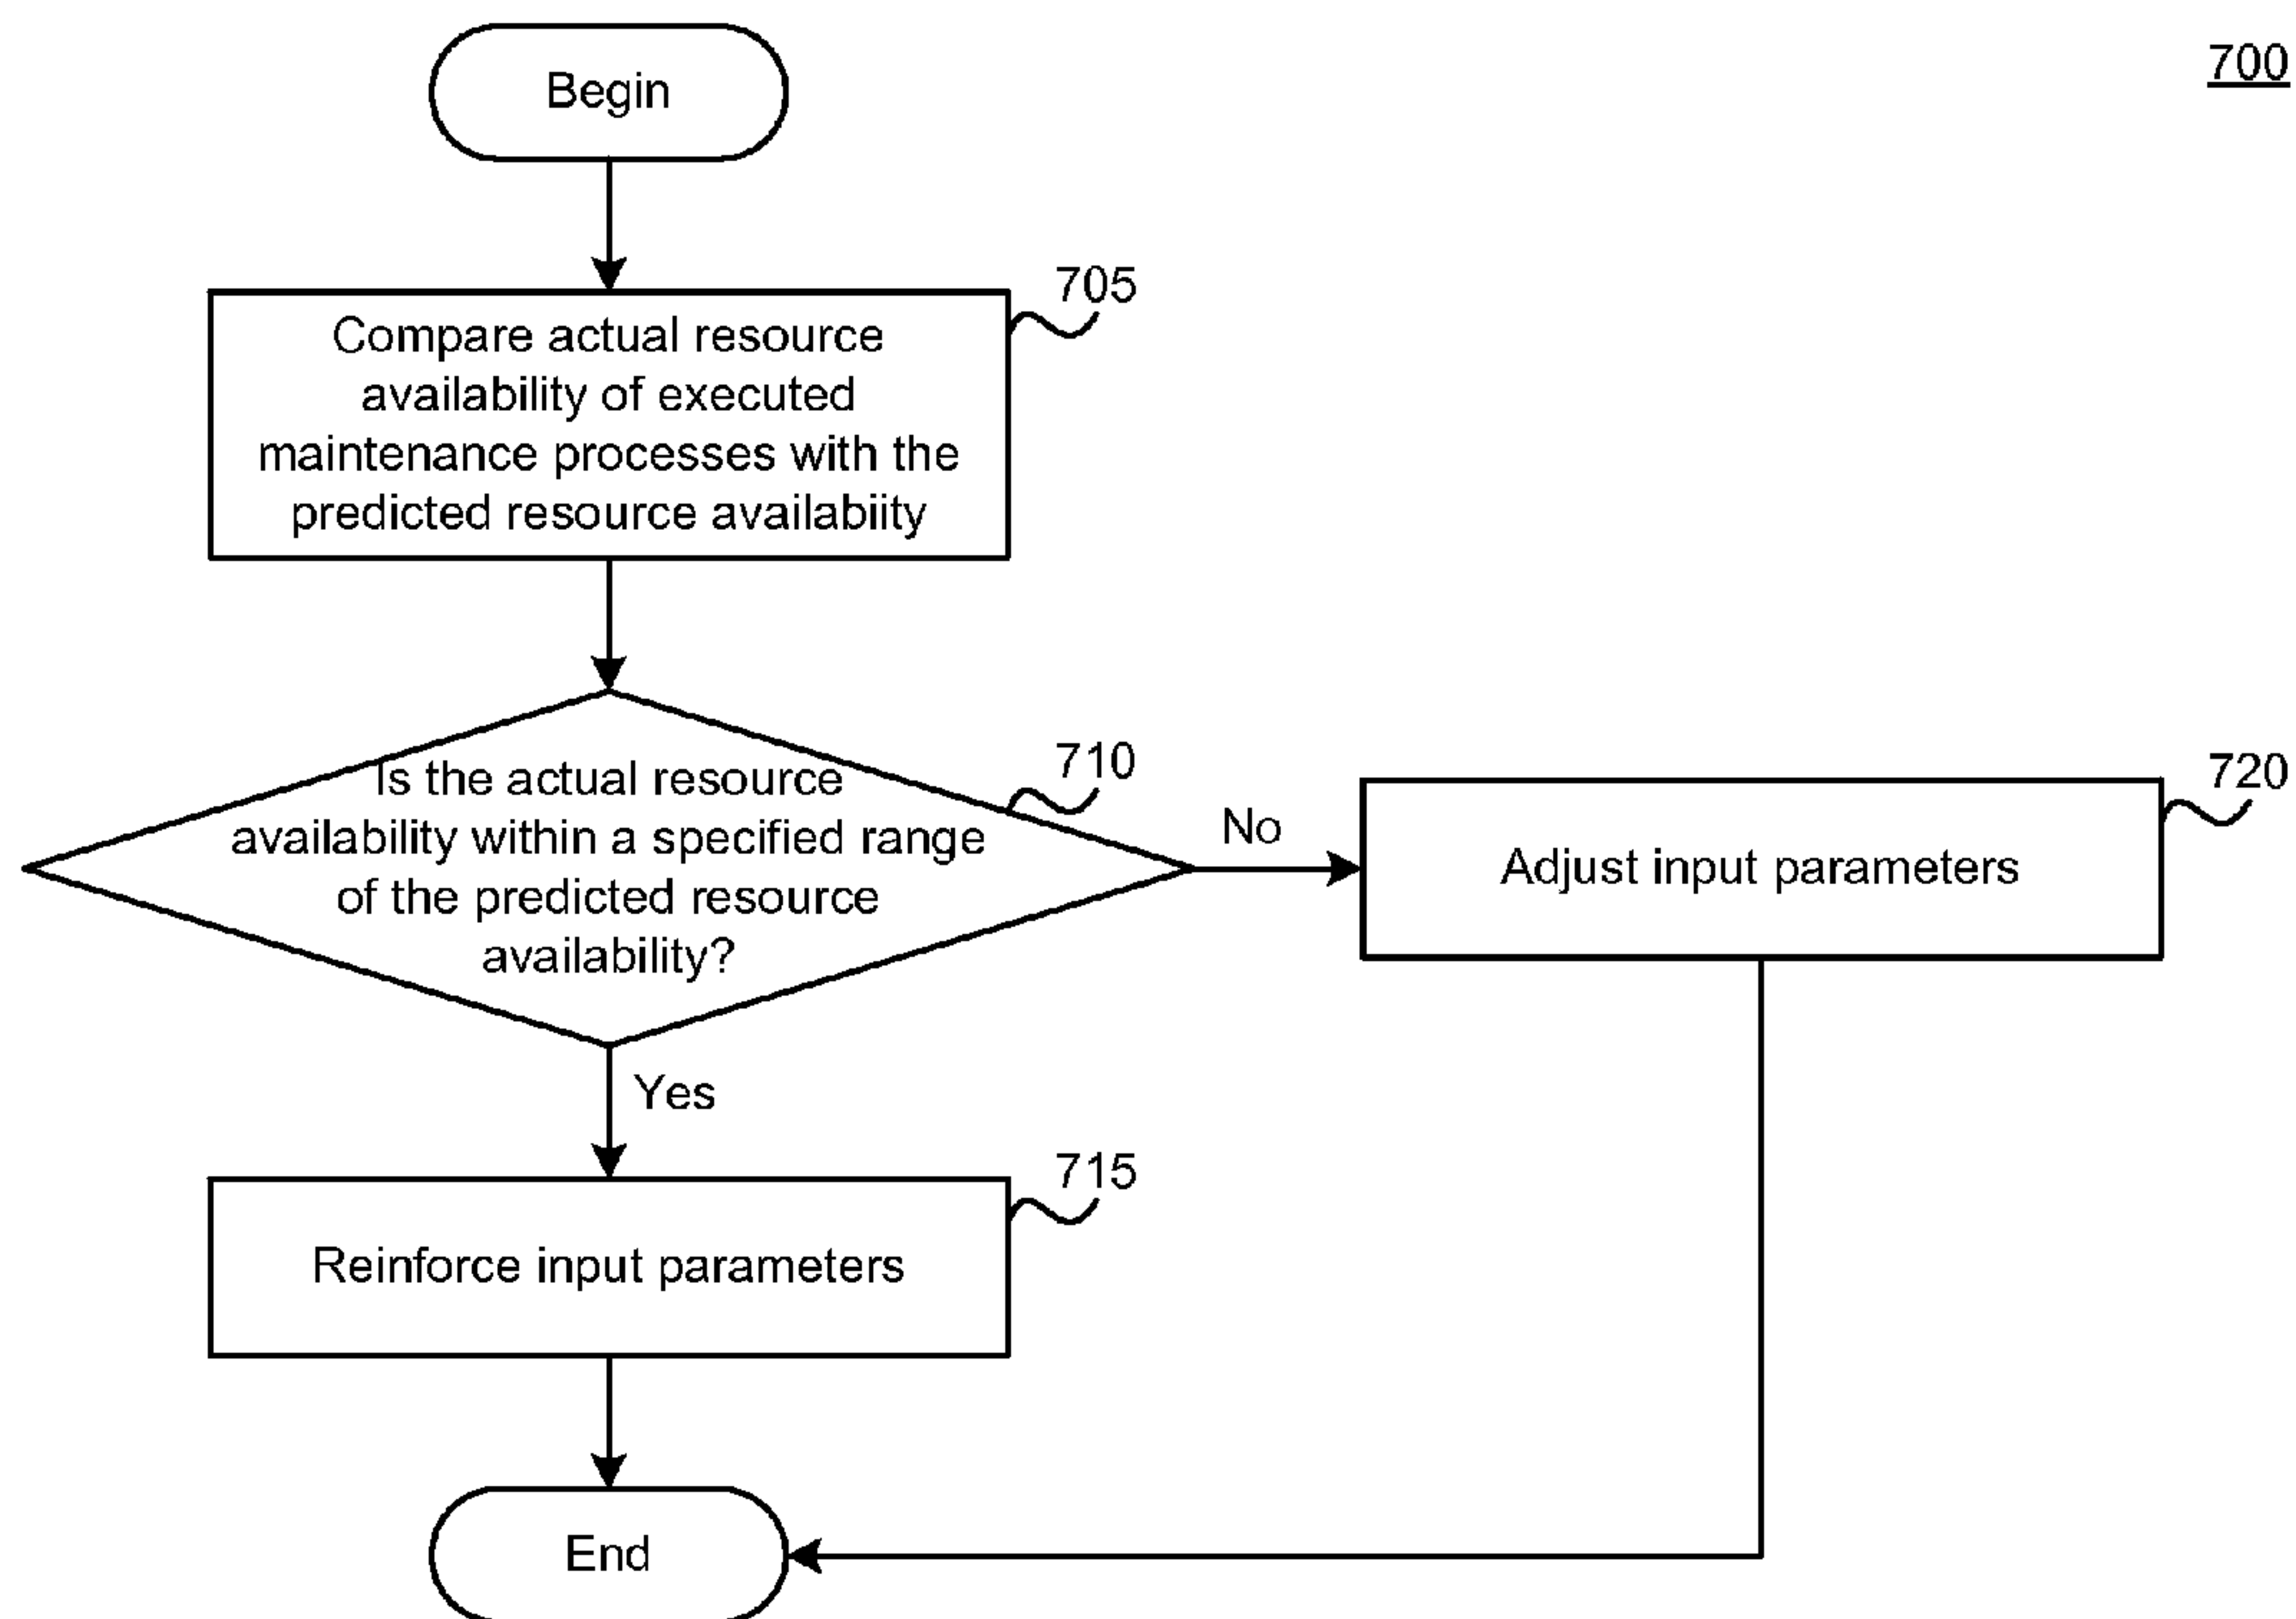 700
Begin
705
Compare actual resource
availability of executed
maintenance processes with the
predicted resource availabiity
710
Is the actual resource
availability within a specified range
of the predicted resource
availability?
No
720
Adjust input parameters
Yes
715
Reinforce input parameters
End